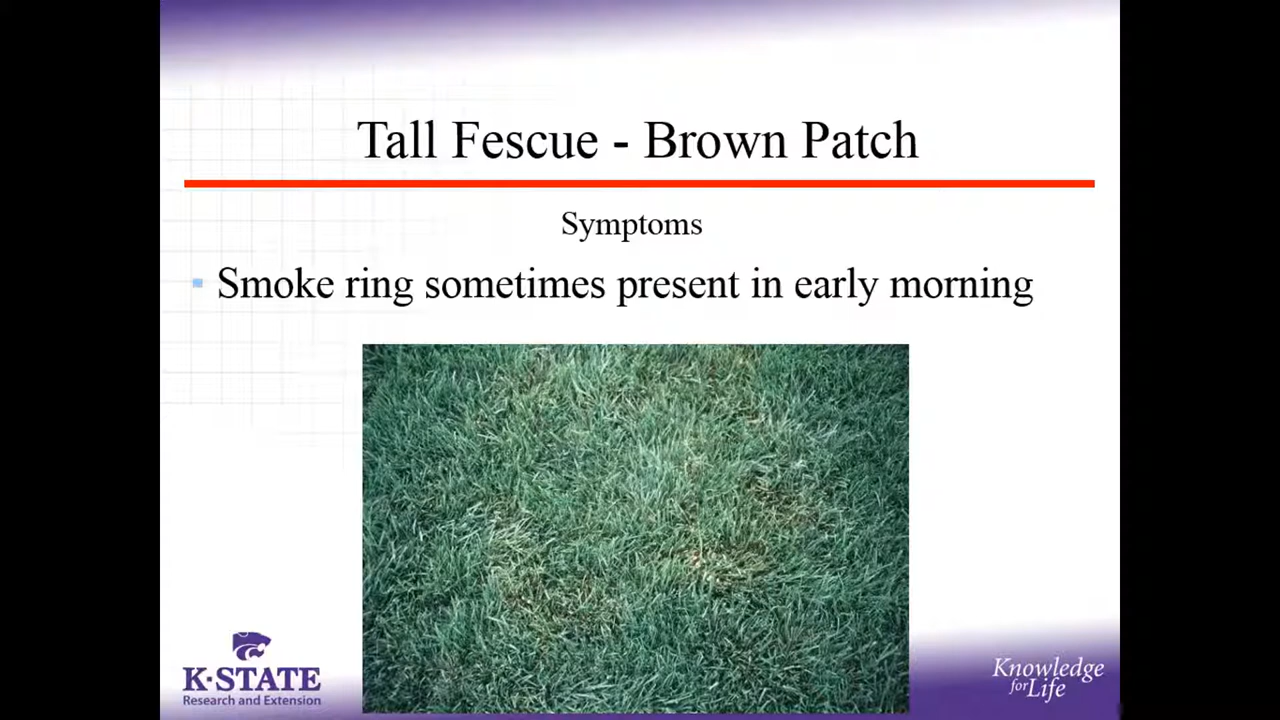 Tall Fescue - Brown Patch
Symptoms
Smoke ring sometimes present in early morning
K-STATE
Research and Extension
Knowledge
for Life